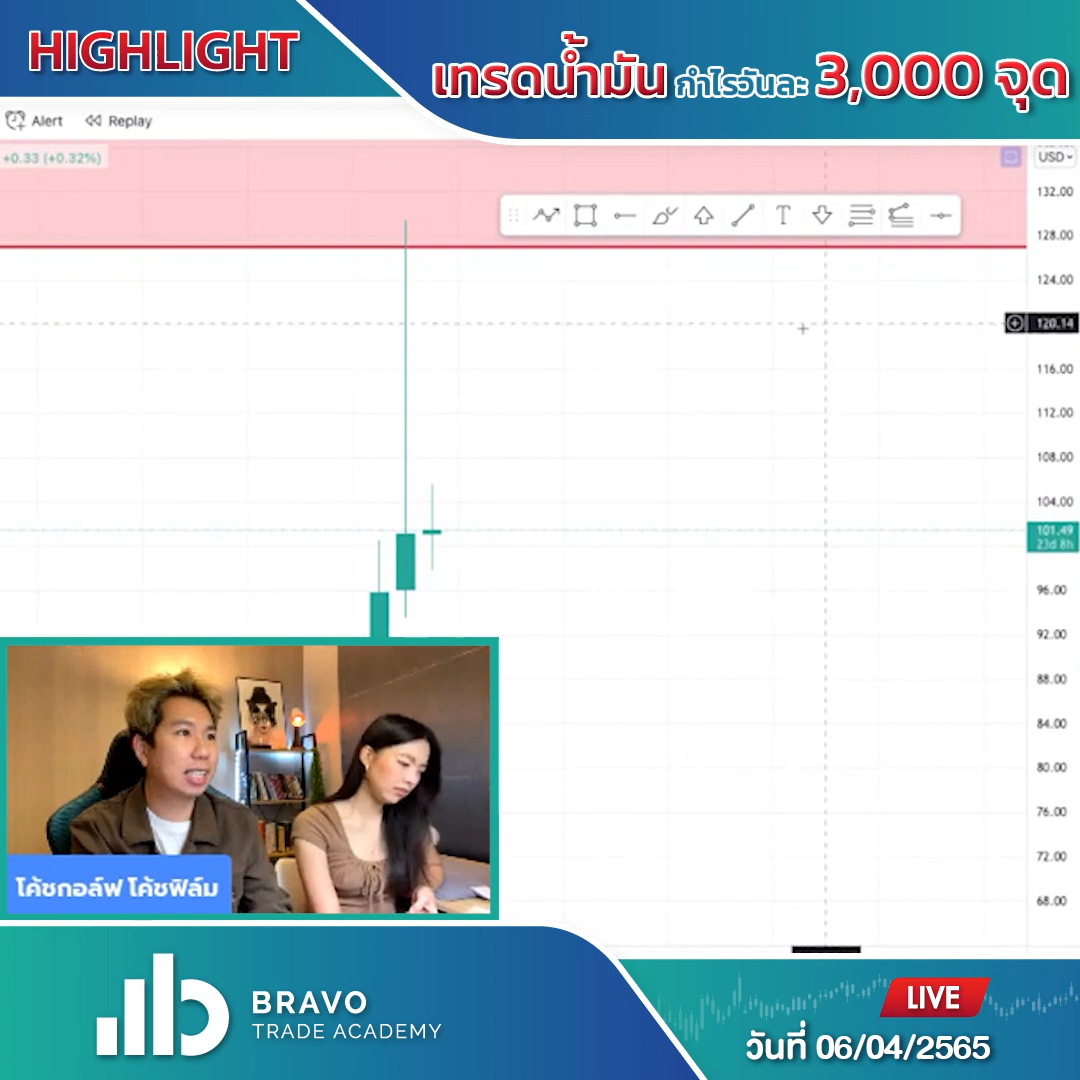 HIGHLIGHT
เทรดน้ำมัน กำไรวันละ 3,000 จุด
Alert Replay
+0.33 (+0.32%)
USD
132.00
128.00
124.00
120.14
116.00
112.00
108.00
104.00
101.49
23d 8h
96.00
92.00
88.00
84.00
80.00
76.00
72.00
68.00
โค้ชกอล์ฟ โค้ชฟิล์ม
BRAVO
TRADE ACADEMY
LIVE
วันที่ 06/04/2565